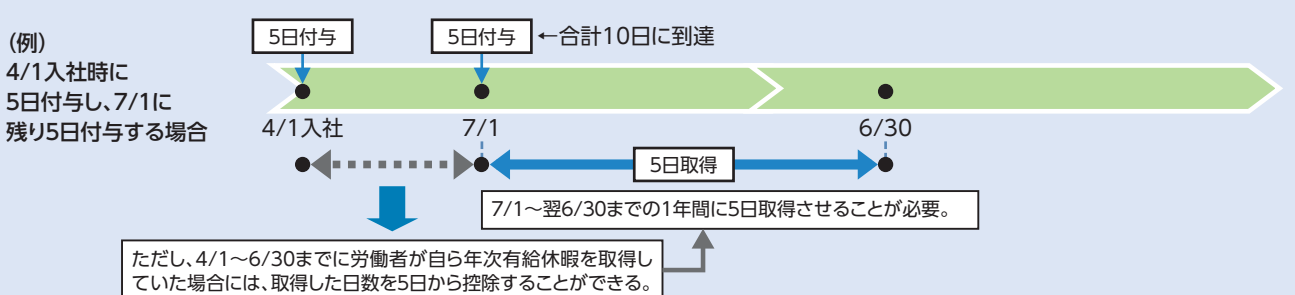 (例)
4/1入社時に
5日付与し、7/1に
残り5日付与する場合
5日付与
5日付与
←合計10日に到達
4/1入社
7/1
6/30
5日取得
7/1～翌6/30までの1年間に5日取得させることが必要。
ただし、4/1～6/30までに労働者が自ら年次有給休暇を取得し
ていた場合には、取得した日数を5日から控除することができる。